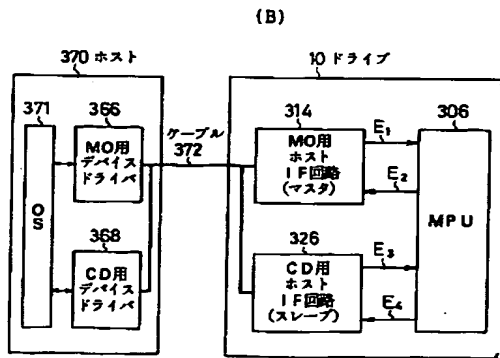 (B)
370 ホスト
371
OS
366
MO用
デバイス
ドライバ
368
CD用
デバイス
ドライバ
ケーブル
372
10 ドライブ
314
MO用
ホスト
IF回路
(マスタ)
326
CD用
ホスト
IF回路
(スレーブ)
E1
E2
E3
E4
306
MPU